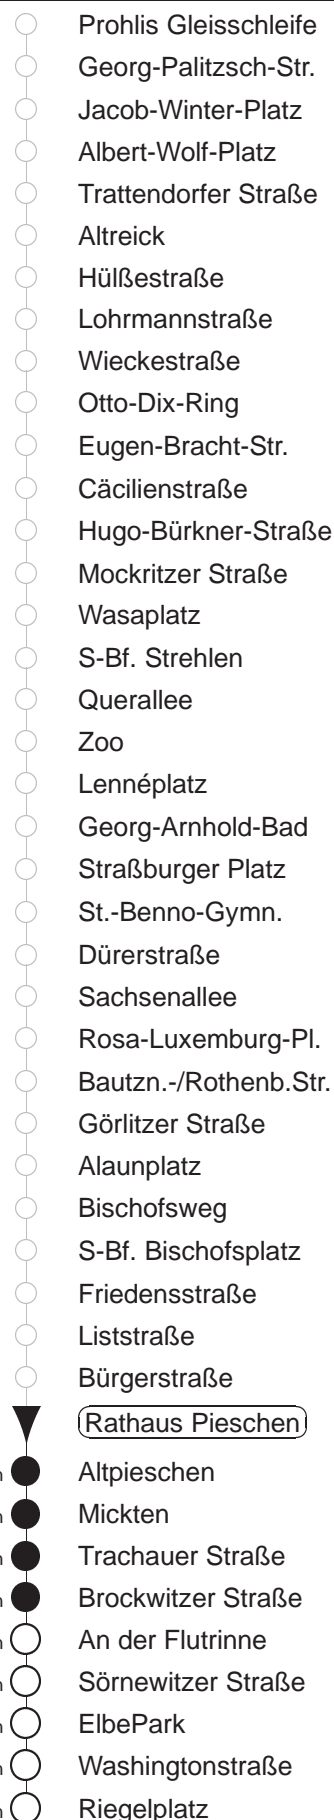 Prohlis Gleisschleife
Georg-Palitzsch-Str.
Jacob-Winter-Platz
Albert-Wolf-Platz
Trattendorfer Straße
Altreick
Hülßestraße
Lohrmannstraße
Wieckestraße
Otto-Dix-Ring
Eugen-Bracht-Str.
Cäcilienstraße
Hugo-Bürkner-Straße
Mockritzer Straße
Wasaplatz
S-Bf. Strehlen
Querallee
Zoo
Lennéplatz
Georg-Arnhold-Bad
Straßburger Platz
St.-Benno-Gymn.
Dürerstraße
Sachsenallee
Rosa-Luxemburg-Pl.
Bautzn.-/Rothenb.Str.
Görlitzer Straße
Alaunplatz
Bischofsweg
S-Bf. Bischofsplatz
Friedensstraße
Liststraße
Bürgerstraße
Rathaus Pieschen
Altpieschen
Mickten
Trachauer Straße
Brockwitzer Straße
An der Flutrinne
Sörnewitzer Straße
ElbePark
Washingtonstraße
Riegelplatz